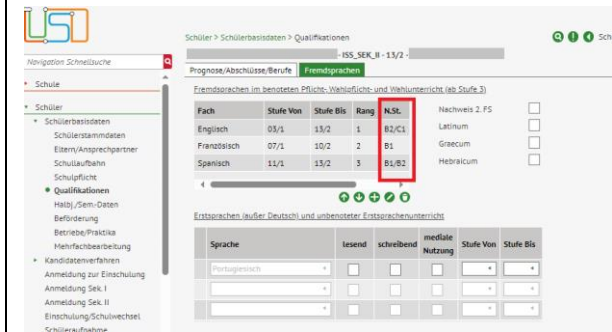 LUSD
Schüler > Schülerbasisdaten > Qualifikationen
Sch
- ISS_SEK_II - 13/2 -
Navigation Schnellsuche
Prognose/Abschlüsse/Berufe
Fremdsprachen
Schule
Schüler
Schülerbasisdaten
Schülerstammdaten
Eltern/Ansprechpartner
Schullaufbahn
Schulpflicht
Qualifikationen
Halbj./Sem.-Daten
Beförderung
Betriebe/Praktika
Mehrfachbearbeitung
Kandidatenverfahren
Anmeldung zur Einschulung
Anmeldung Sek. I
Anmeldung Sek. II
Einschulung/Schulwechsel
Schüleraufnahme
Fremdsprachen im benoteten Pflicht-, Wahlpflicht- und Wahlunterricht (ab Stufe 3)
Fach Stufe Von Stufe Bis Rang N.St.
Englisch 03/1 13/2 1 B2/C1
Französisch 07/1 10/2 2 B1
Spanisch 11/1 13/2 3 B1/B2
Nachweis 2. FS
Latinum
Graecum
Hebraicum
Erstsprachen (außer Deutsch) und unbenoteter Erstsprachenunterricht
Sprache lesend schreibend mediale Nutzung Stufe Von Stufe Bis
Portugiesisch